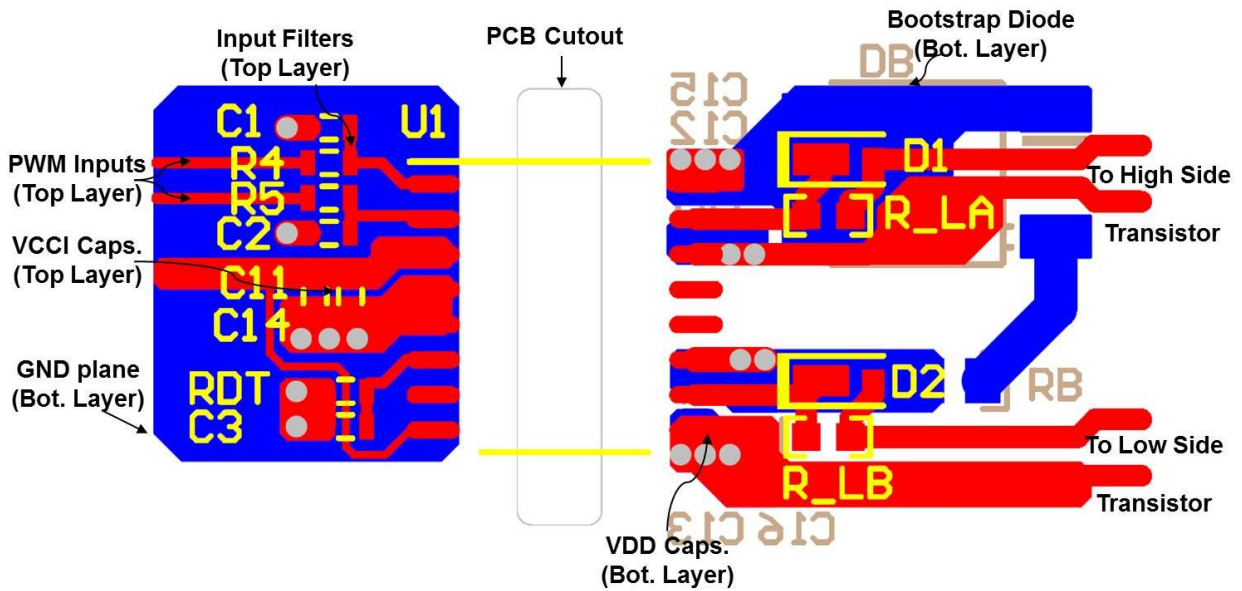 Input Filters
(Top Layer)
PCB Cutout
Bootstrap Diode
(Bot. Layer)
DB
C15
C12
C1
U1
PWM Inputs
(Top Layer)
R4
R5
C2
D1
R_LA
To High Side
Transistor
VCCI Caps.
(Top Layer)
C11
C14
GND plane
(Bot. Layer)
RDT
C3
D2
RB
R_LB
To Low Side
Transistor
C13
C16
VDD Caps.
(Bot. Layer)